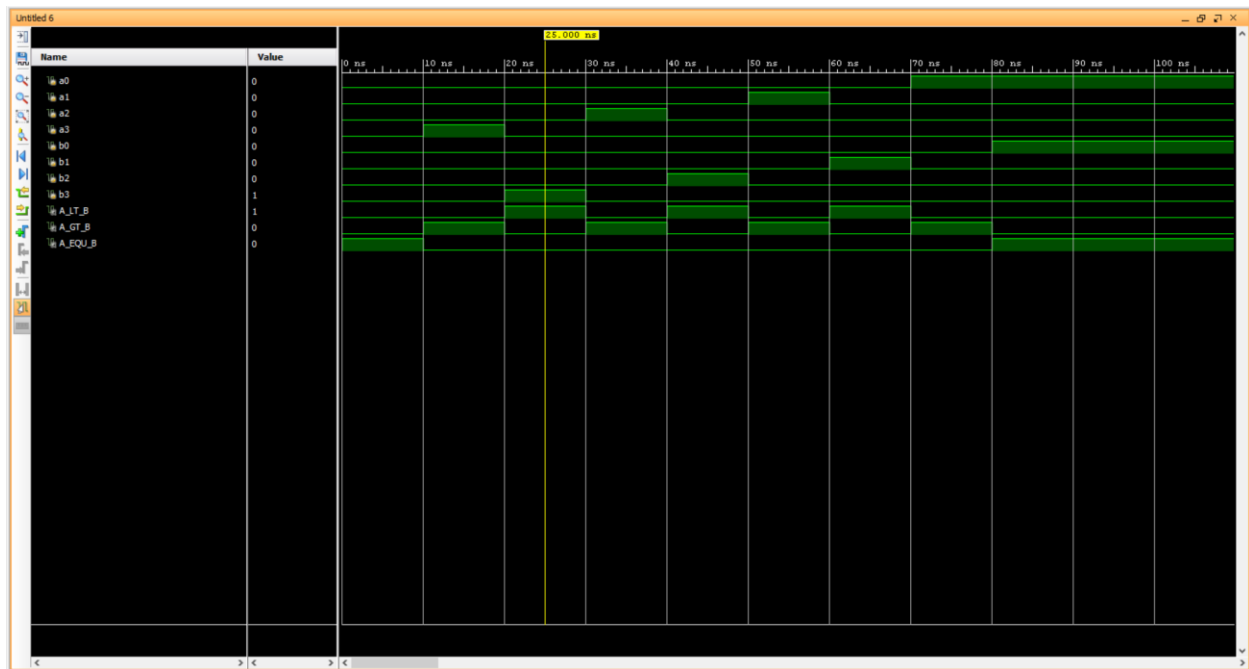 Untitled 6
25.000 ns
Name Value
0 ns 10 ns 20 ns 30 ns 40 ns 50 ns 60 ns 70 ns 80 ns 90 ns 100 ns
a0 0
a1 0
a2 0
a3 0
b0 0
b1 0
b2 0
b3 1
A_LT_B 1
A_GT_B 0
A_EQU_B 0